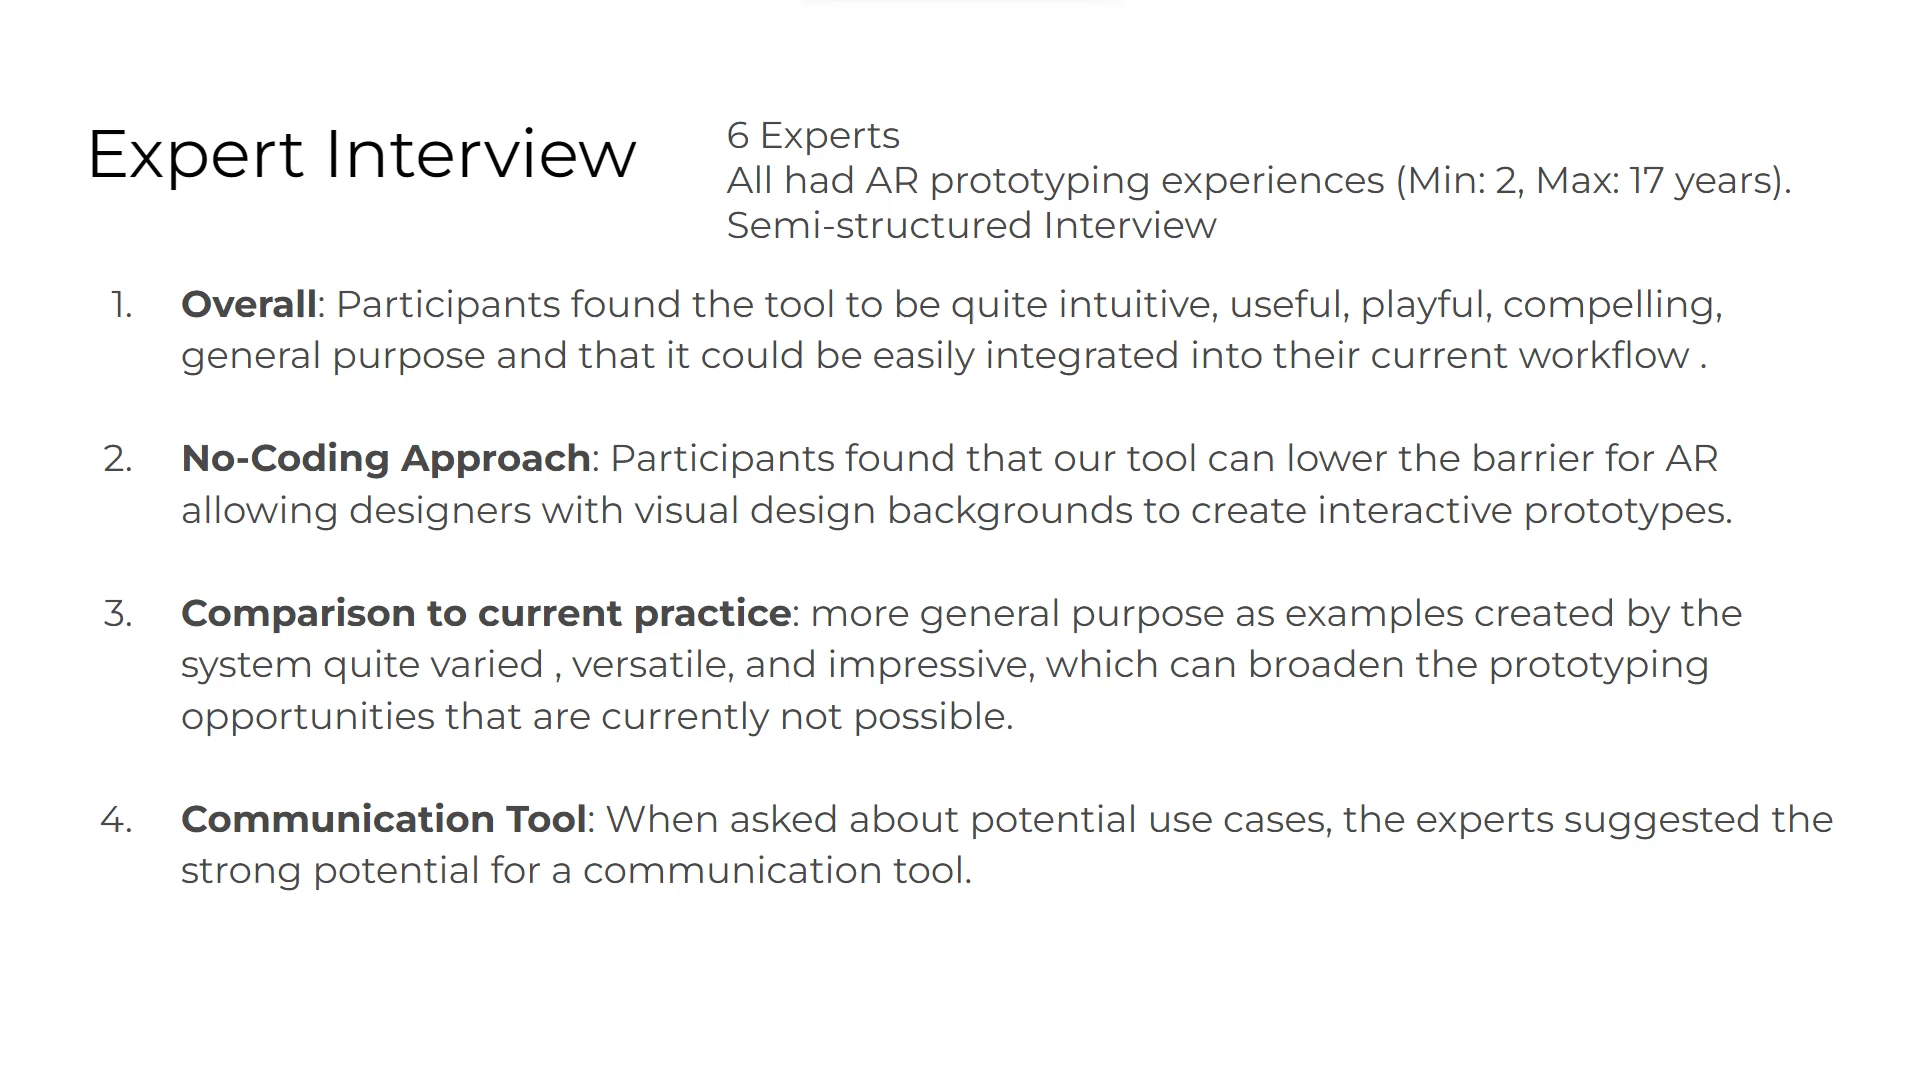 Expert Interview
6 Experts
All had AR prototyping experiences (Min: 2, Max: 17 years).
Semi-structured Interview
1. Overall: Participants found the tool to be quite intuitive, useful, playful, compelling,
general purpose and that it could be easily integrated into their current workflow .
2. No-Coding Approach: Participants found that our tool can lower the barrier for AR
allowing designers with visual design backgrounds to create interactive prototypes.
3. Comparison to current practice: more general purpose as examples created by the
system quite varied , versatile, and impressive, which can broaden the prototyping
opportunities that are currently not possible.
4. Communication Tool: When asked about potential use cases, the experts suggested the
strong potential for a communication tool.